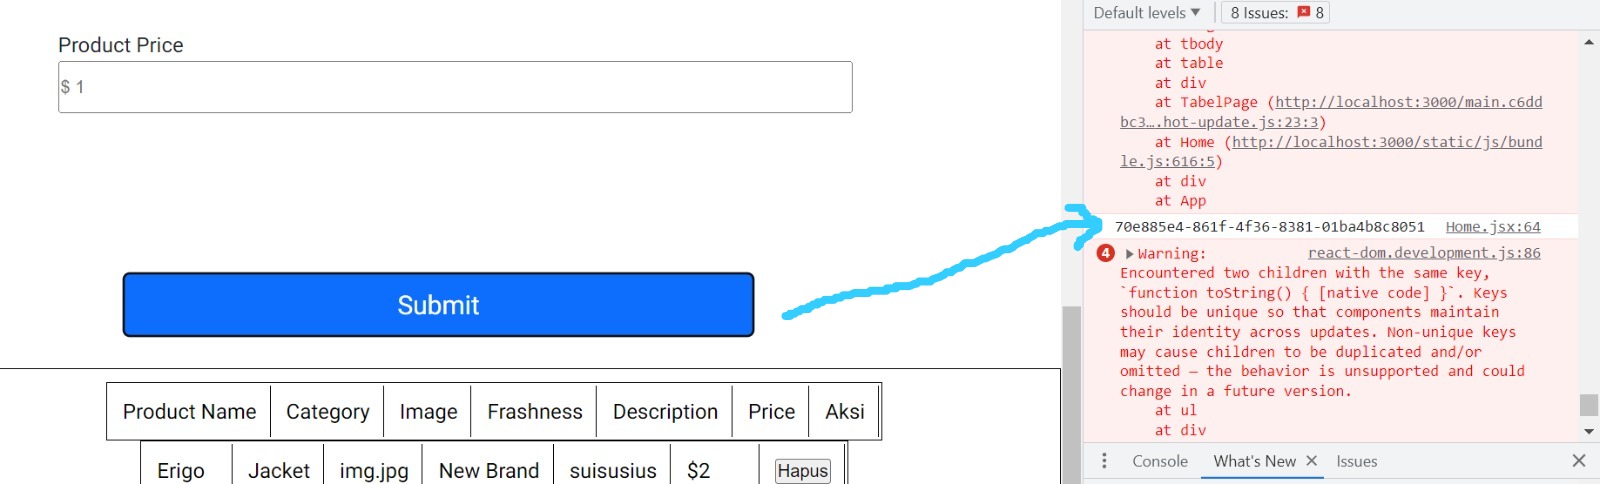 Product Price
$ 1
Submit
Product Name Category Image Frashness Description Price Aksi
Erigo Jacket img.jpg New Brand suisusius $2 Hapus
Default levels ▼ 8 Issues: 8
at tbody
at table
at div
at TabelPage (http://localhost:3000/main.c6dd
bc3….hot-update.js:23:3)
at Home (http://localhost:3000/static/js/bund
le.js:616:5)
at div
at App
70e885e4-861f-4f36-8381-01ba4b8c8051 Home.jsx:64
4 ▶Warning: react-dom.development.js:86
Encountered two children with the same key,
`function toString() { [native code] }`. Keys
should be unique so that components maintain
their identity across updates. Non-unique keys
may cause children to be duplicated and/or
omitted — the behavior is unsupported and could
change in a future version.
at ul
at div
Console What's New Issues